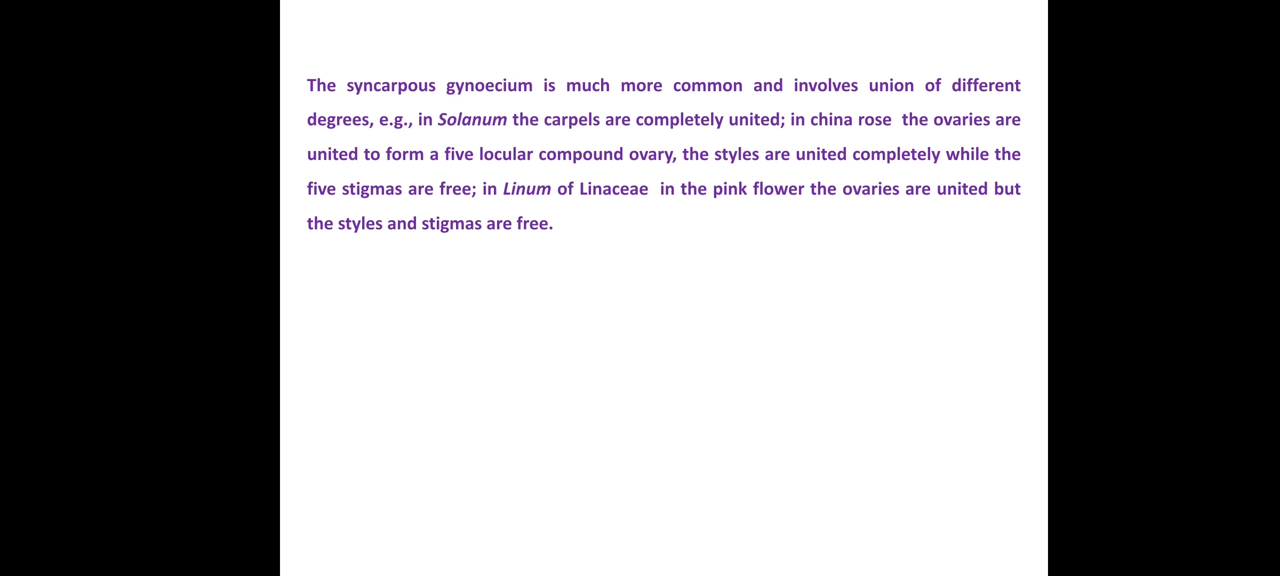 The syncarpous gynoecium is much more common and involves union of different
degrees, e.g., in Solanum the carpels are completely united; in china rose the ovaries are
united to form a five locular compound ovary, the styles are united completely while the
five stigmas are free; in Linum of Linaceae in the pink flower the ovaries are united but
the styles and stigmas are free.